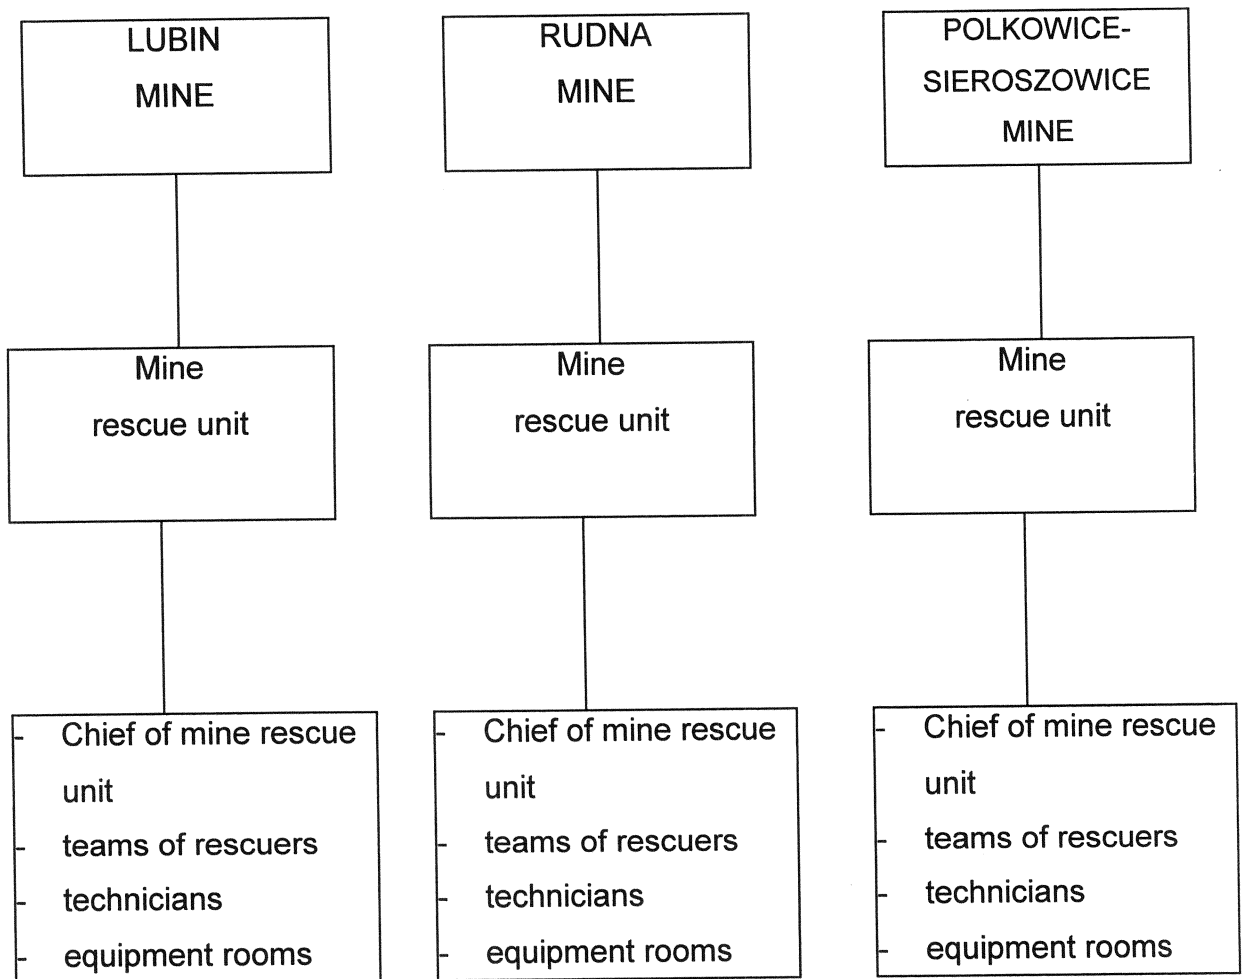 LUBIN
MINE
RUDNA
MINE
POLKOWICE-
SIEROSZOWICE
MINE
Mine
rescue unit
Mine
rescue unit
Mine
rescue unit
- Chief of mine rescue
unit
- teams of rescuers
- technicians
- equipment rooms
- Chief of mine rescue
unit
- teams of rescuers
- technicians
- equipment rooms
- Chief of mine rescue
unit
- teams of rescuers
- technicians
- equipment rooms